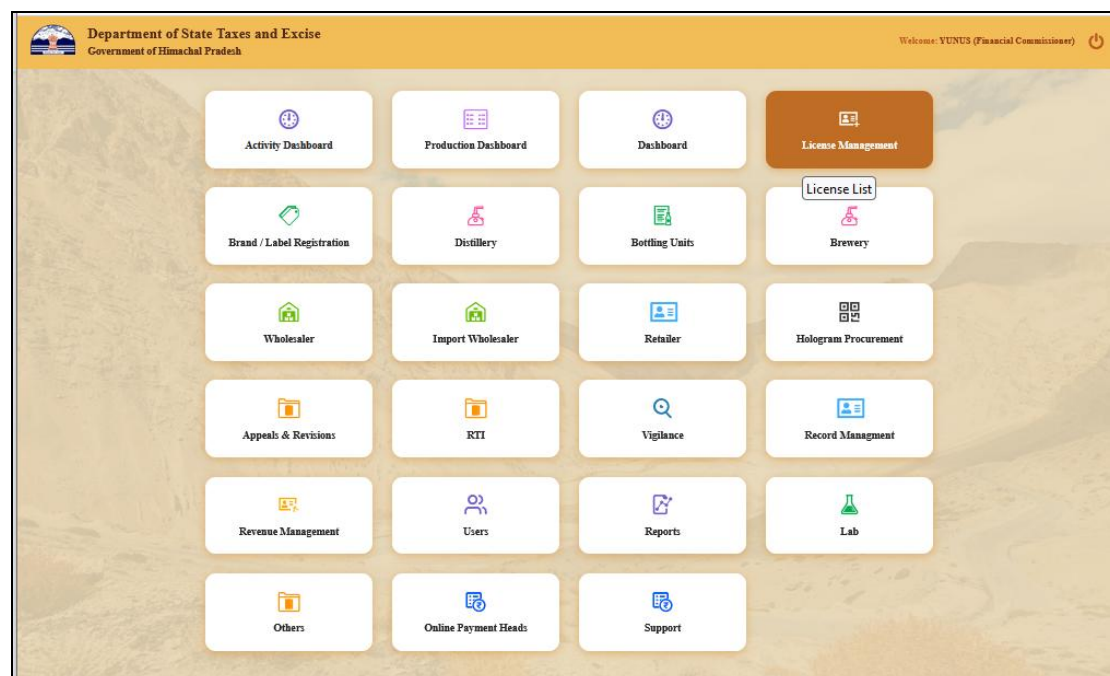 Department of State Taxes and Excise
Government of Himachal Pradesh
Welcome: YUNUS (Financial Commissioner)
Activity Dashboard
Production Dashboard
Dashboard
License Management
License List
Brand / Label Registration
Distillery
Bottling Units
Brewery
Wholesaler
Import Wholesaler
Retailer
Hologram Procurement
Appeals & Revisions
RTI
Vigilance
Record Managment
Revenue Management
Users
Reports
Lab
Others
Online Payment Heads
Support